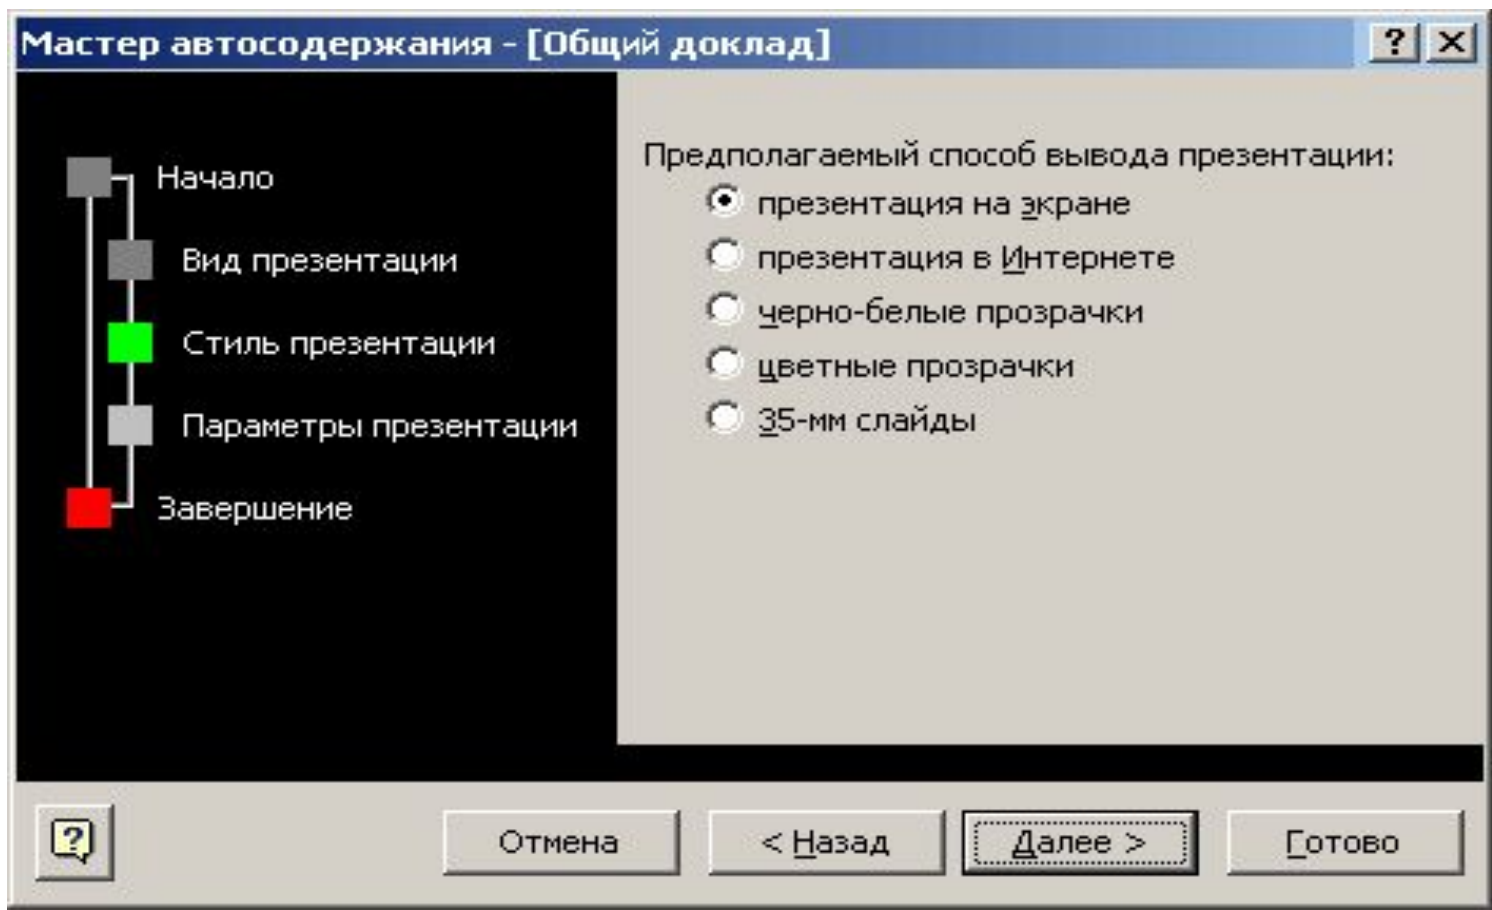 Мастер автосодержания - [Общий доклад]
Начало
Вид презентации
Стиль презентации
Параметры презентации
Завершение
Предполагаемый способ вывода презентации:
презентация на экране
презентация в Интернете
черно-белые прозрачки
цветные прозрачки
35-мм слайды
Отмена
< Назад
Далее >
Готово